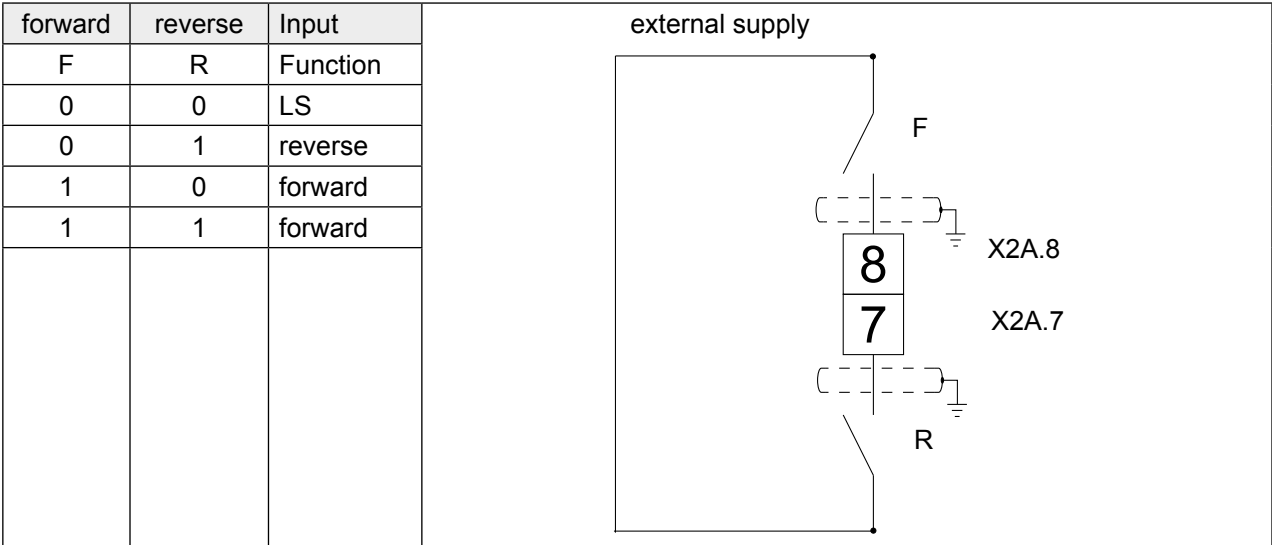 forward reverse Input
F R Function
0 0 LS
0 1 reverse
1 0 forward
1 1 forward
external supply
F
8 X2A.8
7 X2A.7
R